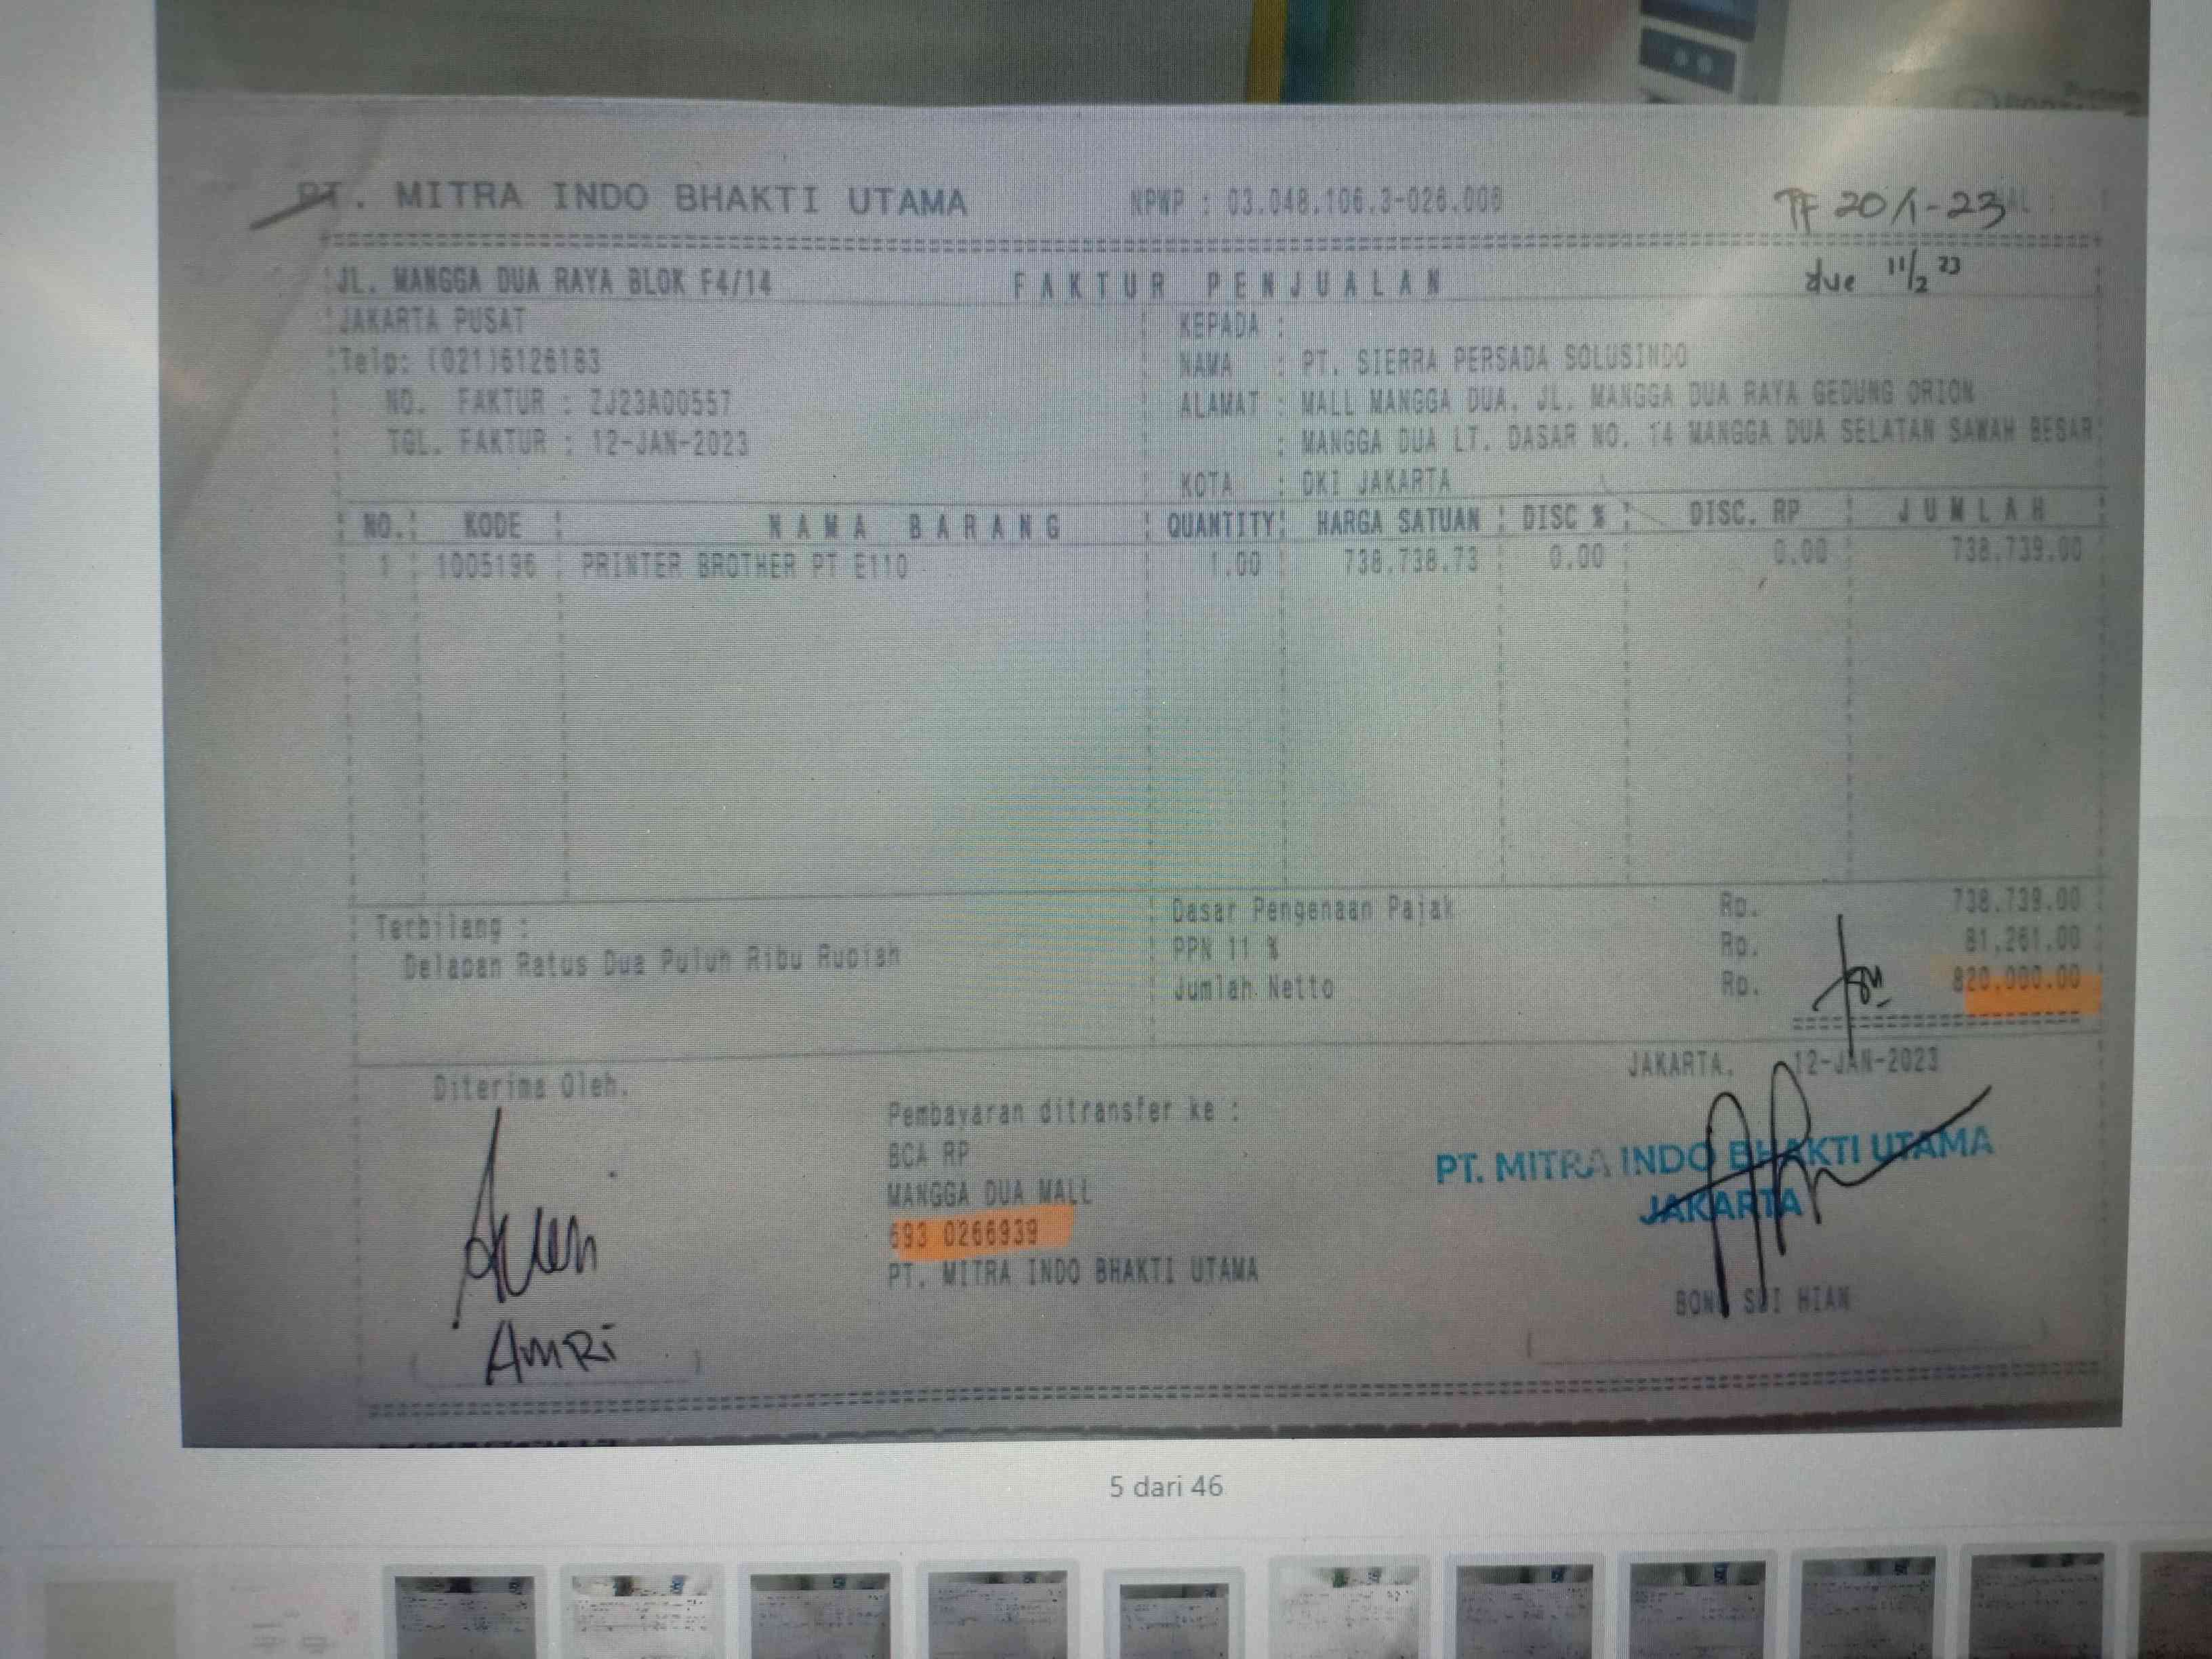 PT. MITRA INDO BHAKTI UTAMA
NPWP : 03.048.106.3-026.000
TF 20/1-23
JL. MANGGA DUA RAYA BLOK F4/14
FAKTUR PENJUALAN
due 11/2 23
JAKARTA PUSAT
KEPADA :
Telp: (021)6126183
NAMA : PT. SIERRA PERSADA SOLUSINDO
NO. FAKTUR : ZJ23A00557
ALAMAT : MALL MANGGA DUA, JL. MANGGA DUA RAYA GEDUNG ORION
TGL. FAKTUR : 12-JAN-2023
: MANGGA DUA LT. DASAR NO. 14 MANGGA DUA SELATAN SAWAH BESAR
KOTA : DKI JAKARTA
NO. KODE NAMA BARANG QUANTITY HARGA SATUAN DISC % DISC. RP JUMLAH
1 1005196 PRINTER BROTHER PT E110 1.00 738.738.73 0.00 0.00 738.739.00
Terbilang :
Delapan Ratus Dua Puluh Ribu Rupiah
Dasar Pengenaan Pajak Rp. 738.739.00
PPN 11 % Rp. 81,261.00
Jumlah Netto Rp. 820,000.00
JAKARTA, 12-JAN-2023
Diterima Oleh,
Pembayaran ditransfer ke :
BCA RP
MANGGA DUA MALL
693 0266939
PT. MITRA INDO BHAKTI UTAMA
PT. MITRA INDO BHAKTI UTAMA
JAKARTA
BONG SUI HIAN
AMRi
5 dari 46